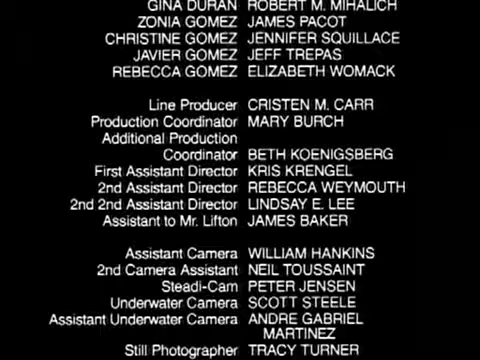 GINA DURAN ROBERT M. MIHALICH
ZONIA GOMEZ JAMES PACOT
CHRISTINE GOMEZ JENNIFER SQUILLACE
JAVIER GOMEZ JEFF TREPAS
REBECCA GOMEZ ELIZABETH WOMACK
Line Producer CRISTEN M. CARR
Production Coordinator MARY BURCH
Additional Production
Coordinator BETH KOENIGSBERG
First Assistant Director KRIS KRENGEL
2nd Assistant Director REBECCA WEYMOUTH
2nd 2nd Assistant Director LINDSAY E. LEE
Assistant to Mr. Lifton JAMES BAKER
Assistant Camera WILLIAM HANKINS
2nd Camera Assistant NEIL TOUSSAINT
Steadi-Cam PETER JENSEN
Underwater Camera SCOTT STEELE
Assistant Underwater Camera ANDRE GABRIEL
MARTINEZ
Still Photographer TRACY TURNER